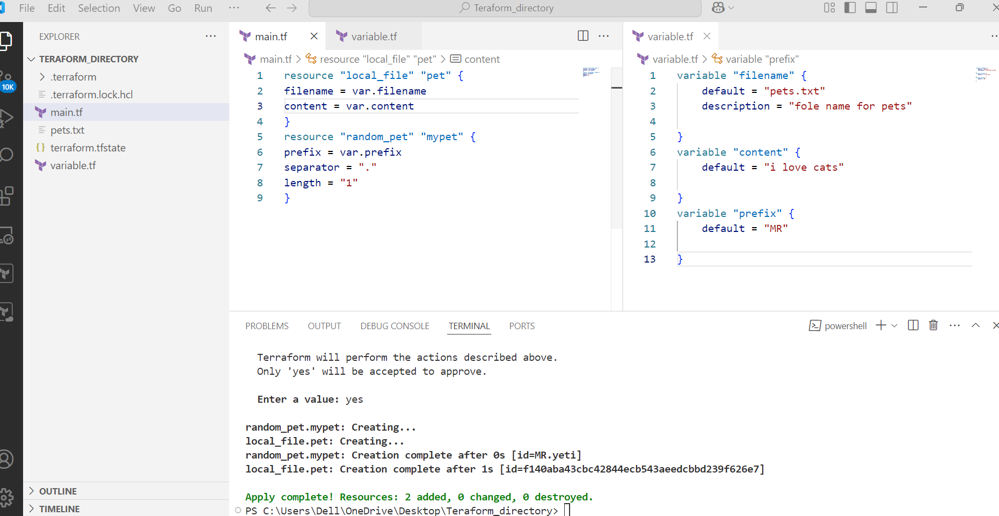 File Edit Selection View Go Run ··· Teraform_directory
EXPLORER ···
TERAFORM_DIRECTORY
.terraform
.terraform.lock.hcl
main.tf
pets.txt
terraform.tfstate
variable.tf
OUTLINE
TIMELINE
10K
main.tf variable.tf
main.tf > resource "local_file" "pet" > content
1 resource "local_file" "pet" {
2 filename = var.filename
3 content = var.content
4 }
5 resource "random_pet" "mypet" {
6 prefix = var.prefix
7 separator = "."
8 length = "1"
9 }
variable.tf
variable.tf > variable "prefix"
1 variable "filename" {
2 default = "pets.txt"
3 description = "fole name for pets"
4
5 }
6 variable "content" {
7 default = "i love cats"
8
9 }
10 variable "prefix" {
11 default = "MR"
12
13 }
PROBLEMS OUTPUT DEBUG CONSOLE TERMINAL PORTS powershell
Terraform will perform the actions described above.
Only 'yes' will be accepted to approve.
Enter a value: yes
random_pet.mypet: Creating...
local_file.pet: Creating...
random_pet.mypet: Creation complete after 0s [id=MR.yeti]
local_file.pet: Creation complete after 1s [id=f140aba43cbc42844ecb543aeedcbbd239f626e7]
Apply complete! Resources: 2 added, 0 changed, 0 destroyed.
PS C:\Users\Dell\OneDrive\Desktop\Teraform_directory>